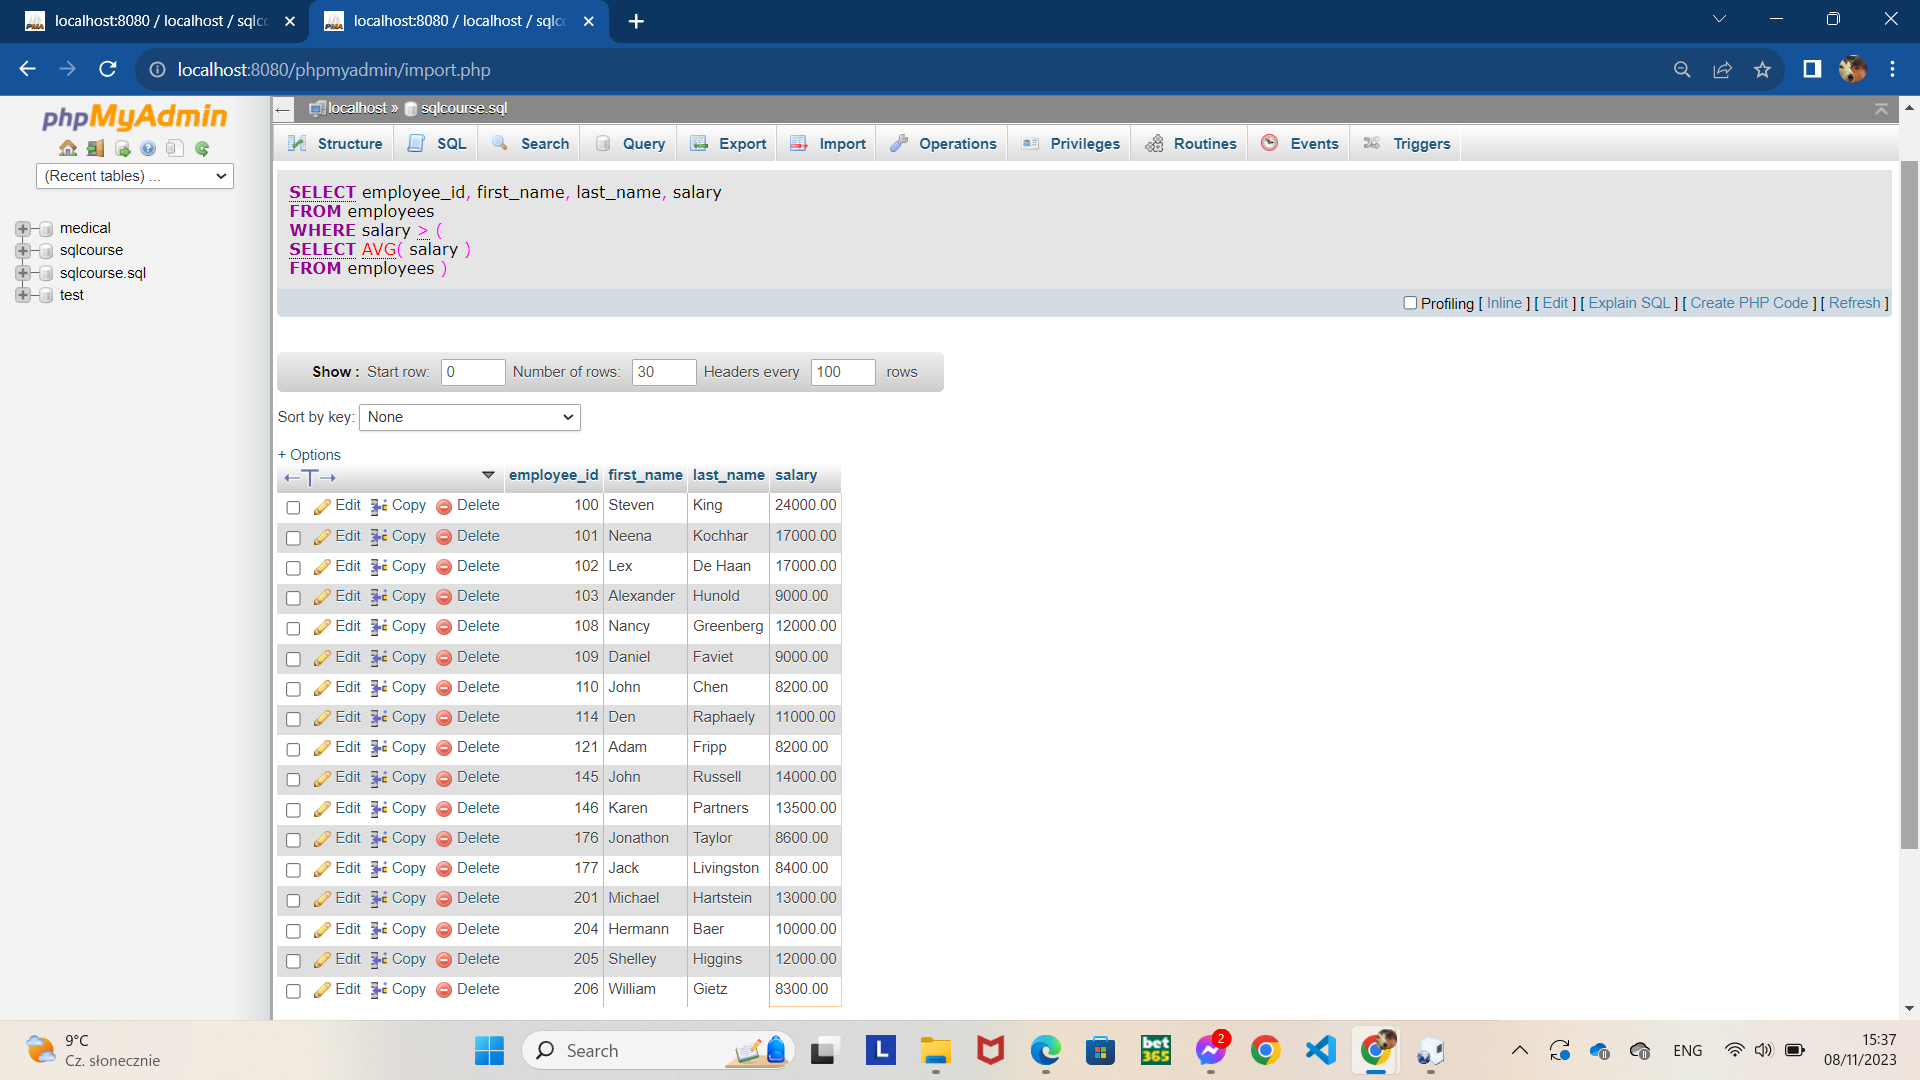 localhost:8080 / localhost / sqlc
localhost:8080 / localhost / sqlc
localhost:8080/phpmyadmin/import.php
phpMyAdmin
(Recent tables) ...
medical
sqlcourse
sqlcourse.sql
test
localhost » sqlcourse.sql
Structure SQL Search Query Export Import Operations Privileges Routines Events Triggers
SELECT employee_id, first_name, last_name, salary
FROM employees
WHERE salary > (
SELECT AVG( salary )
FROM employees )
Profiling [ Inline ] [ Edit ] [ Explain SQL ] [ Create PHP Code ] [ Refresh ]
Show : Start row: 0 Number of rows: 30 Headers every 100 rows
Sort by key: None
+ Options
←T→ employee_id first_name last_name salary
Edit Copy Delete 100 Steven King 24000.00
Edit Copy Delete 101 Neena Kochhar 17000.00
Edit Copy Delete 102 Lex De Haan 17000.00
Edit Copy Delete 103 Alexander Hunold 9000.00
Edit Copy Delete 108 Nancy Greenberg 12000.00
Edit Copy Delete 109 Daniel Faviet 9000.00
Edit Copy Delete 110 John Chen 8200.00
Edit Copy Delete 114 Den Raphaely 11000.00
Edit Copy Delete 121 Adam Fripp 8200.00
Edit Copy Delete 145 John Russell 14000.00
Edit Copy Delete 146 Karen Partners 13500.00
Edit Copy Delete 176 Jonathon Taylor 8600.00
Edit Copy Delete 177 Jack Livingston 8400.00
Edit Copy Delete 201 Michael Hartstein 13000.00
Edit Copy Delete 204 Hermann Baer 10000.00
Edit Copy Delete 205 Shelley Higgins 12000.00
Edit Copy Delete 206 William Gietz 8300.00
9°C
Cz. słonecznie
Search
L
bet
365
2
ENG
15:37
08/11/2023